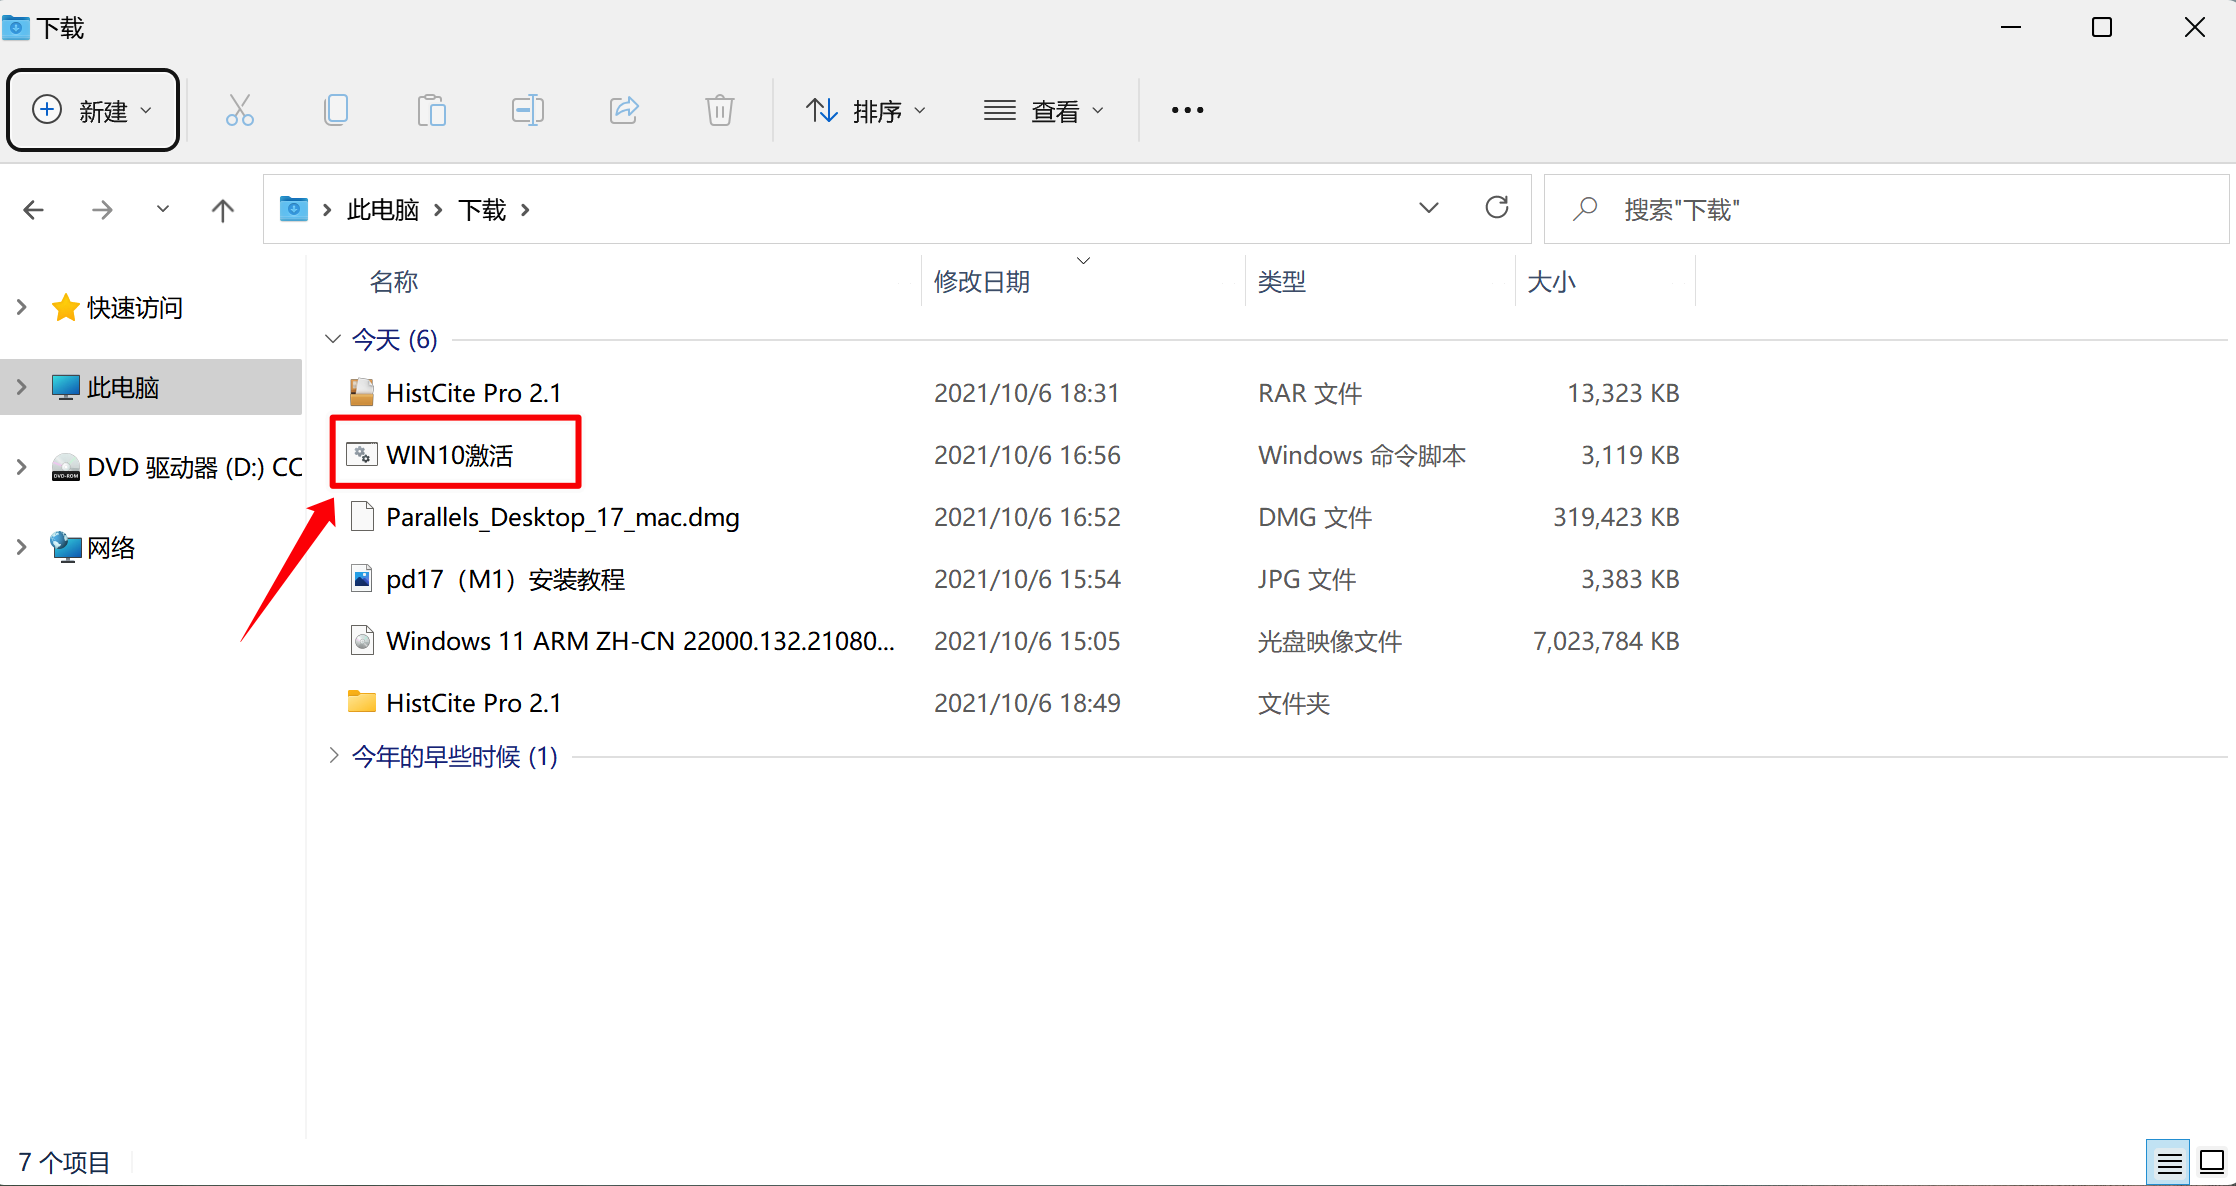 下载
新建
排序
查看
此电脑 下载
搜索"下载"
名称 修改日期 类型 大小
快速访问
此电脑
DVD 驱动器 (D:) CC
网络
今天 (6)
HistCite Pro 2.1 2021/10/6 18:31 RAR 文件 13,323 KB
WIN10激活 2021/10/6 16:56 Windows 命令脚本 3,119 KB
Parallels_Desktop_17_mac.dmg 2021/10/6 16:52 DMG 文件 319,423 KB
pd17（M1）安装教程 2021/10/6 15:54 JPG 文件 3,383 KB
Windows 11 ARM ZH-CN 22000.132.21080... 2021/10/6 15:05 光盘映像文件 7,023,784 KB
HistCite Pro 2.1 2021/10/6 18:49 文件夹
今年的早些时候 (1)
7 个项目